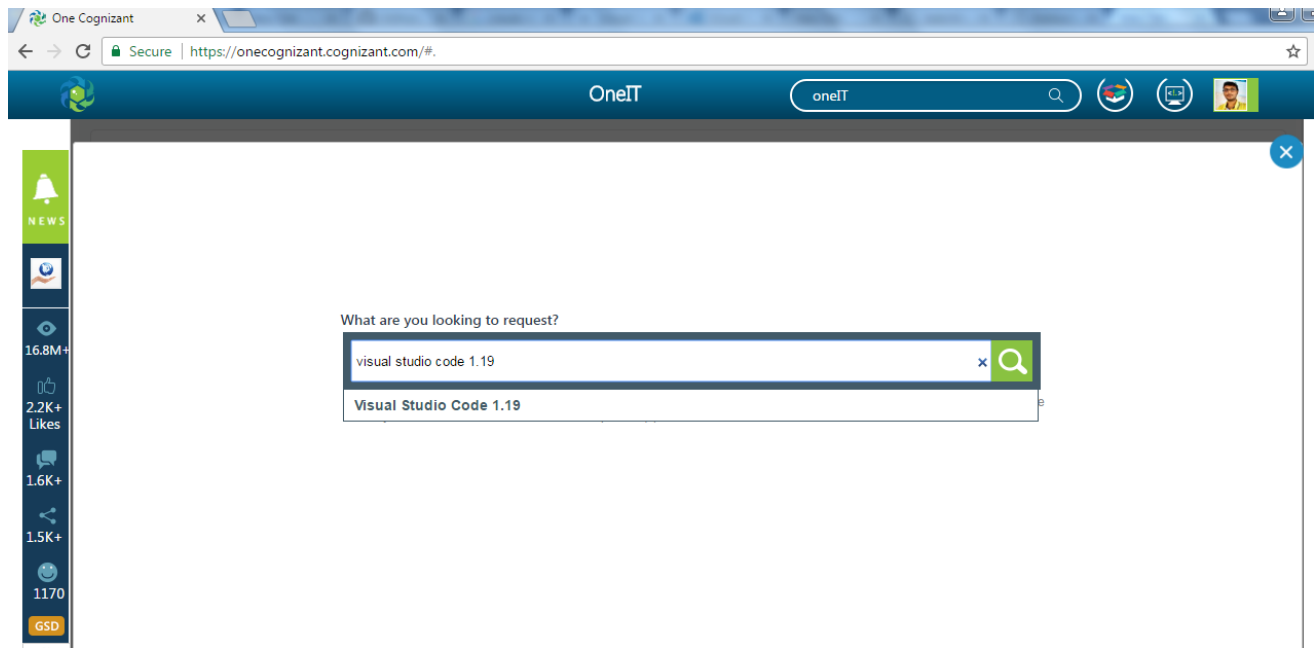 One Cognizant
Secure | https://onecognizant.cognizant.com/#.
OneIT
oneIT
NEWS
What are you looking to request?
visual studio code 1.19
Visual Studio Code 1.19
16.8M+
2.2K+
Likes
1.6K+
1.5K+
1170
GSD